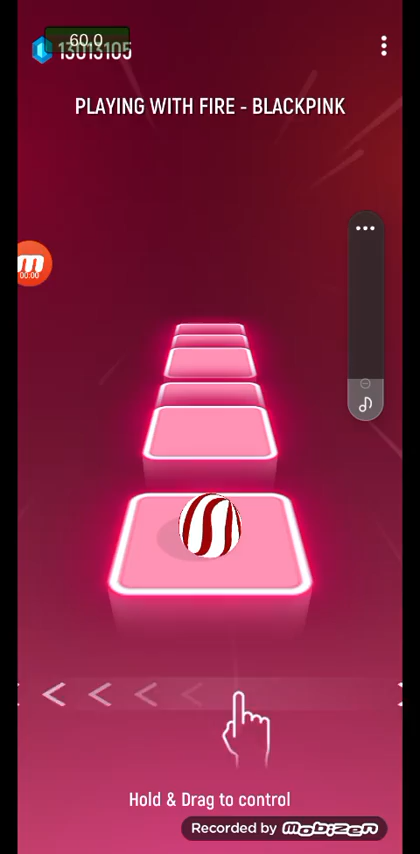 60.0
13013105
PLAYING WITH FIRE - BLACKPINK
00:00
Hold & Drag to control
Recorded by mobizen